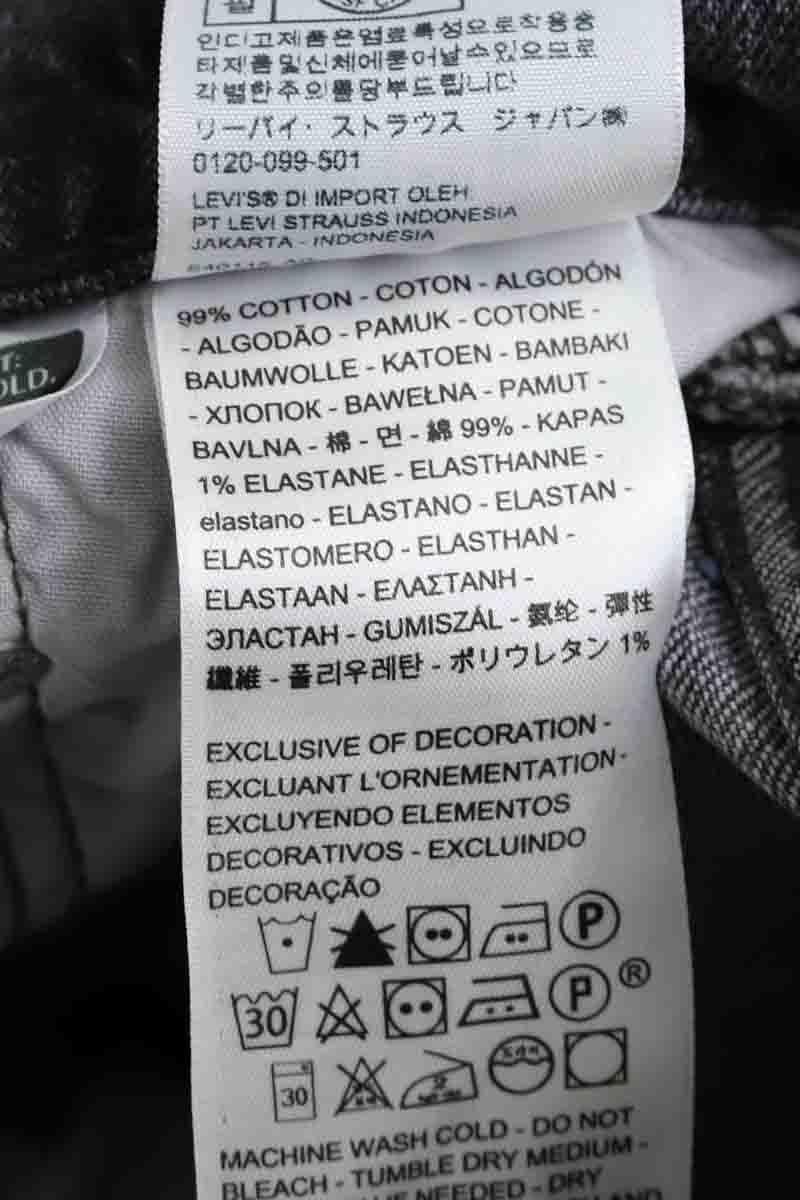 인디고제품은염료특성으로착용중
타제품및신체에묻어날수있으므로
각별한주의를당부드립니다
リーバイ・ストラウス ジャパン㈱
0120-099-501
LEVI'S® DI IMPORT OLEH
PT LEVI STRAUSS INDONESIA
JAKARTA - INDONESIA
T:
OLD.
99% COTTON - COTON - ALGODÓN
- ALGODÃO - PAMUK - COTONE -
BAUMWOLLE - KATOEN - BAMBAKI
- ХЛОПОК - BAWEŁNA - PAMUT -
BAVLNA - 棉 - 면 - 綿 99% - KAPAS
1% ELASTANE - ELASTHANNE -
elastano - ELASTANO - ELASTAN -
ELASTOMERO - ELASTHAN -
ELASTAAN - ΕΛΑΣΤΑΝΗ -
ЭЛАСТАН - GUMISZÁL - 氨纶 - 彈性
纖維 - 폴리우레탄 - ポリウレタン 1%
EXCLUSIVE OF DECORATION -
EXCLUANT L'ORNEMENTATION -
EXCLUYENDO ELEMENTOS
DECORATIVOS - EXCLUINDO
DECORAÇÃO
P
30 P ®
30
MACHINE WASH COLD - DO NOT
BLEACH - TUMBLE DRY MEDIUM -
NEEDED - DRY